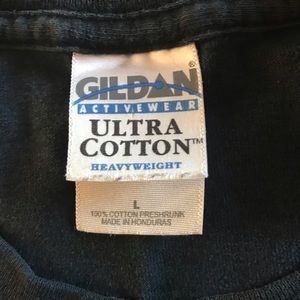 GILDAN®
ACTIVEWEAR
ULTRA
COTTON™
HEAVYWEIGHT
L
100% COTTON PRESHRUNK
MADE IN HONDURAS